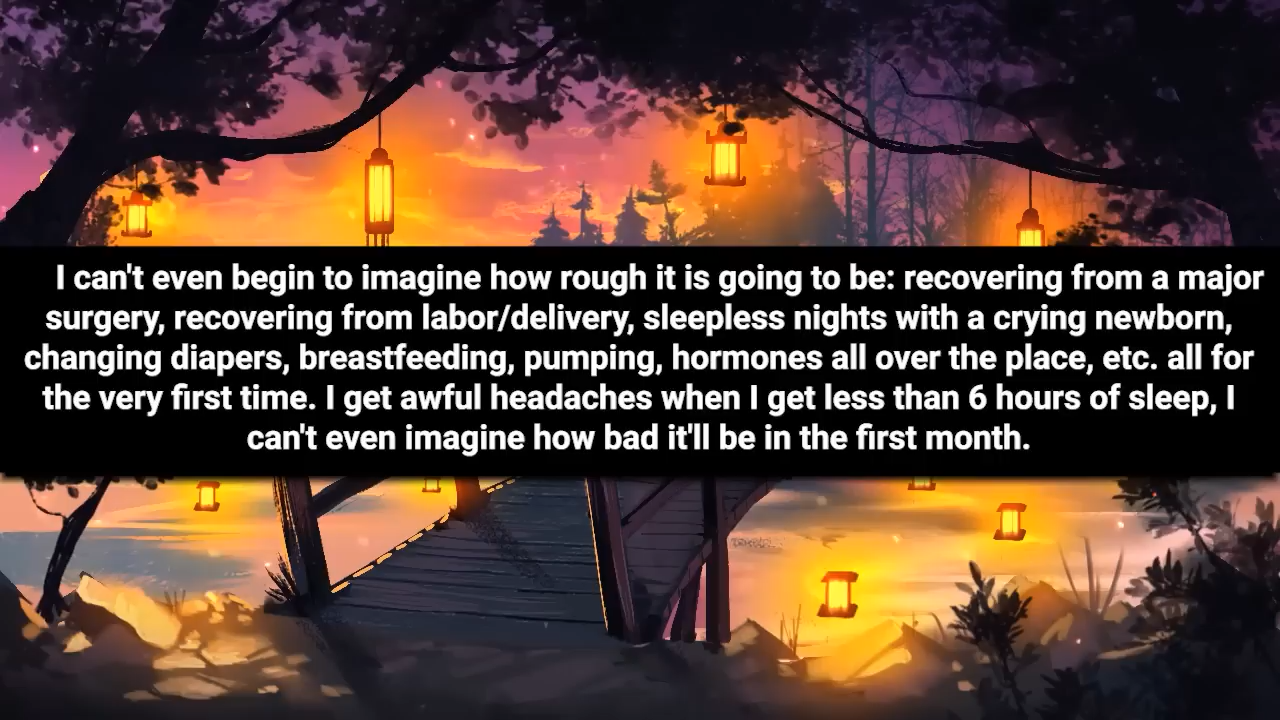 I can't even begin to imagine how rough it is going to be: recovering from a major
surgery, recovering from labor/delivery, sleepless nights with a crying newborn,
changing diapers, breastfeeding, pumping, hormones all over the place, etc. all for
the very first time. I get awful headaches when I get less than 6 hours of sleep, I
can't even imagine how bad it'll be in the first month.